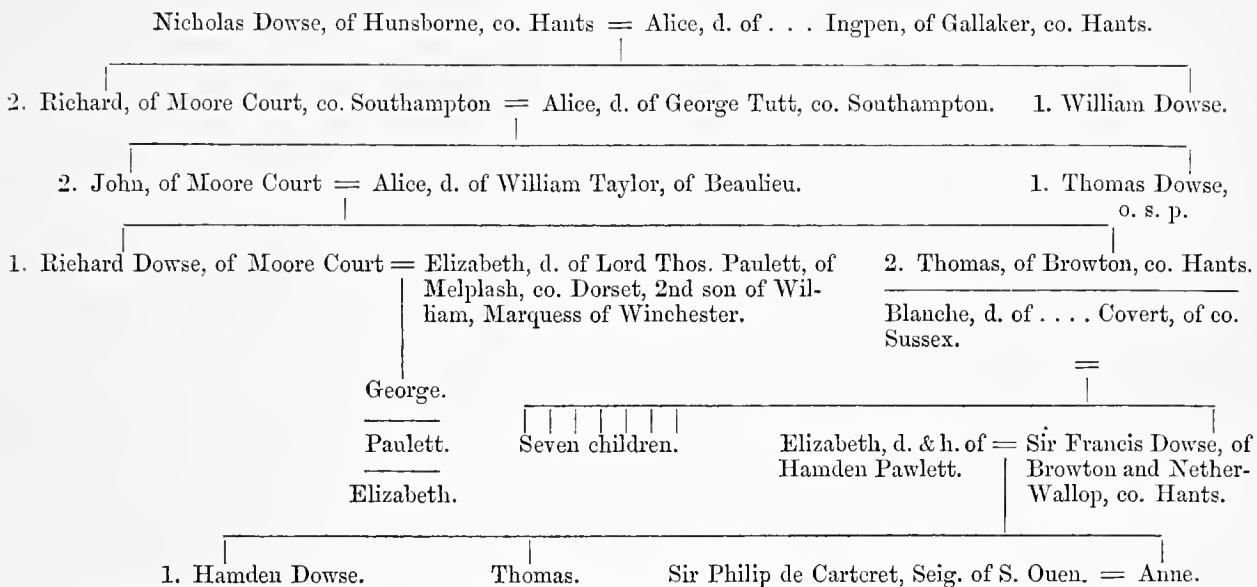 Nicholas Dowse, of Hunsborne, co. Hants = Alice, d. of . . . Ingpen, of Gallaker, co. Hants.
2. Richard, of Moore Court, co. Southampton = Alice, d. of George Tutt, co. Southampton. 1. William Dowse.
2. John, of Moore Court = Alice, d. of William Taylor, of Beaulieu. 1. Thomas Dowse,
o. s. p.
1. Richard Dowse, of Moore Court = Elizabeth, d. of Lord Thos. Paulett, of 2. Thomas, of Browton, co. Hants.
Melplash, co. Dorset, 2nd son of Wil-
liam, Marquess of Winchester.
Blanche, d. of . . . . Covert, of co.
Sussex.
=
George.
Paulett.
Elizabeth.
Seven children.
Elizabeth, d. & h. of = Sir Francis Dowse, of
Hamden Pawlett. Browton and Nether-
Wallop, co. Hants.
1. Hamden Dowse. Thomas. Sir Philip de Carteret, Seig. of S. Ouen. = Anne.